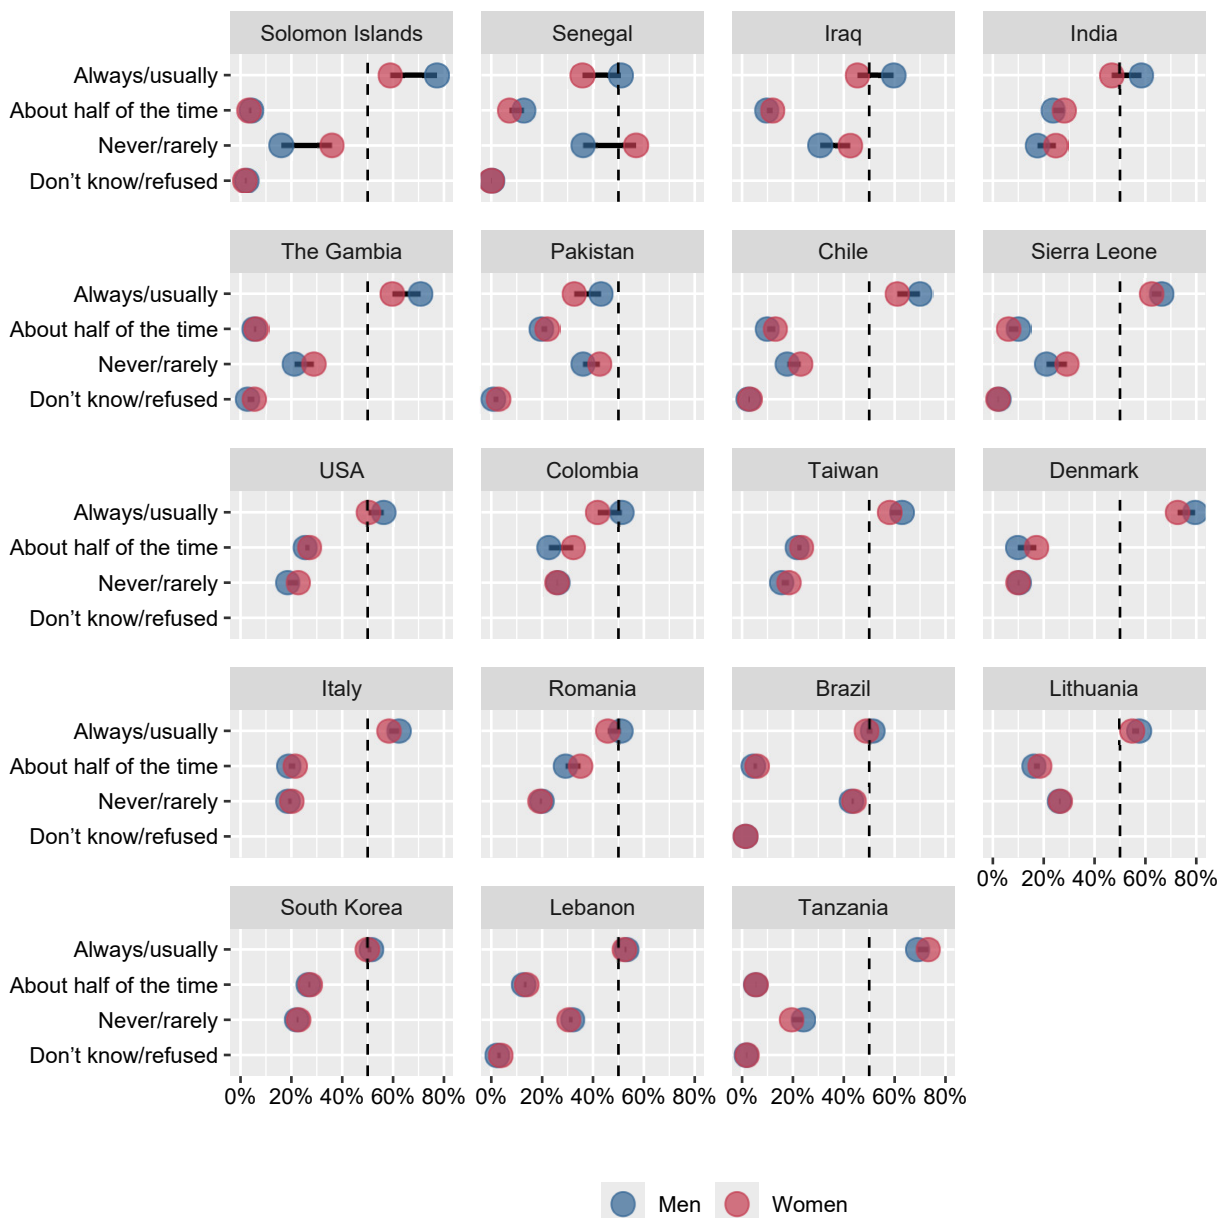 Solomon Islands Senegal Iraq India
Always/usually
About half of the time
Never/rarely
Don’t know/refused
The Gambia Pakistan Chile Sierra Leone
Always/usually
About half of the time
Never/rarely
Don’t know/refused
USA Colombia Taiwan Denmark
Always/usually
About half of the time
Never/rarely
Don’t know/refused
Italy Romania Brazil Lithuania
Always/usually
About half of the time
Never/rarely
Don’t know/refused
0% 20% 40% 60% 80%
South Korea Lebanon Tanzania
Always/usually
About half of the time
Never/rarely
Don’t know/refused
0% 20% 40% 60% 80% 0% 20% 40% 60% 80% 0% 20% 40% 60% 80%
Men Women